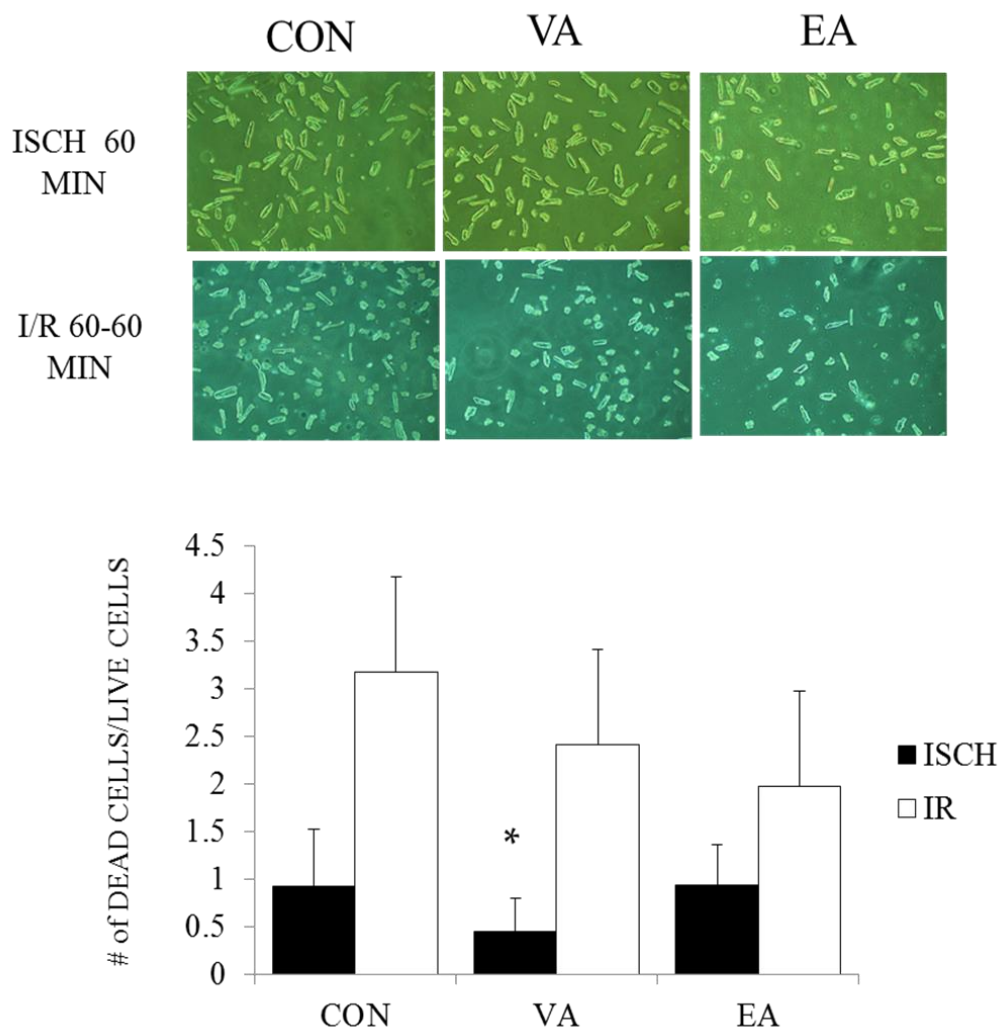 CON VA EA
ISCH 60
MIN
I/R 60-60
MIN
# of DEAD CELLS/LIVE CELLS
4.5
4
3.5
3
2.5
2
1.5
1
0.5
0
*
ISCH
IR
CON VA EA